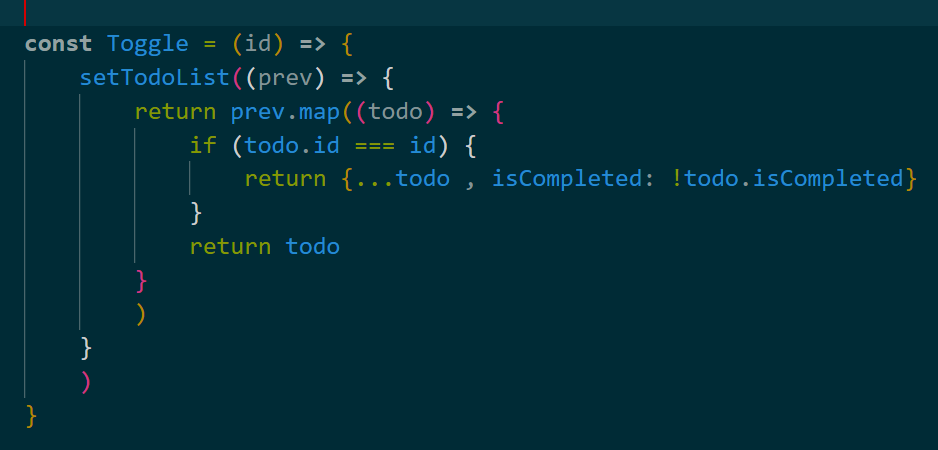 const Toggle = (id) => {
    setTodoList((prev) => {
        return prev.map((todo) => {
            if (todo.id === id) {
                return {...todo , isCompleted: !todo.isCompleted}
            }
            return todo
        }
        )
    }
    )
}